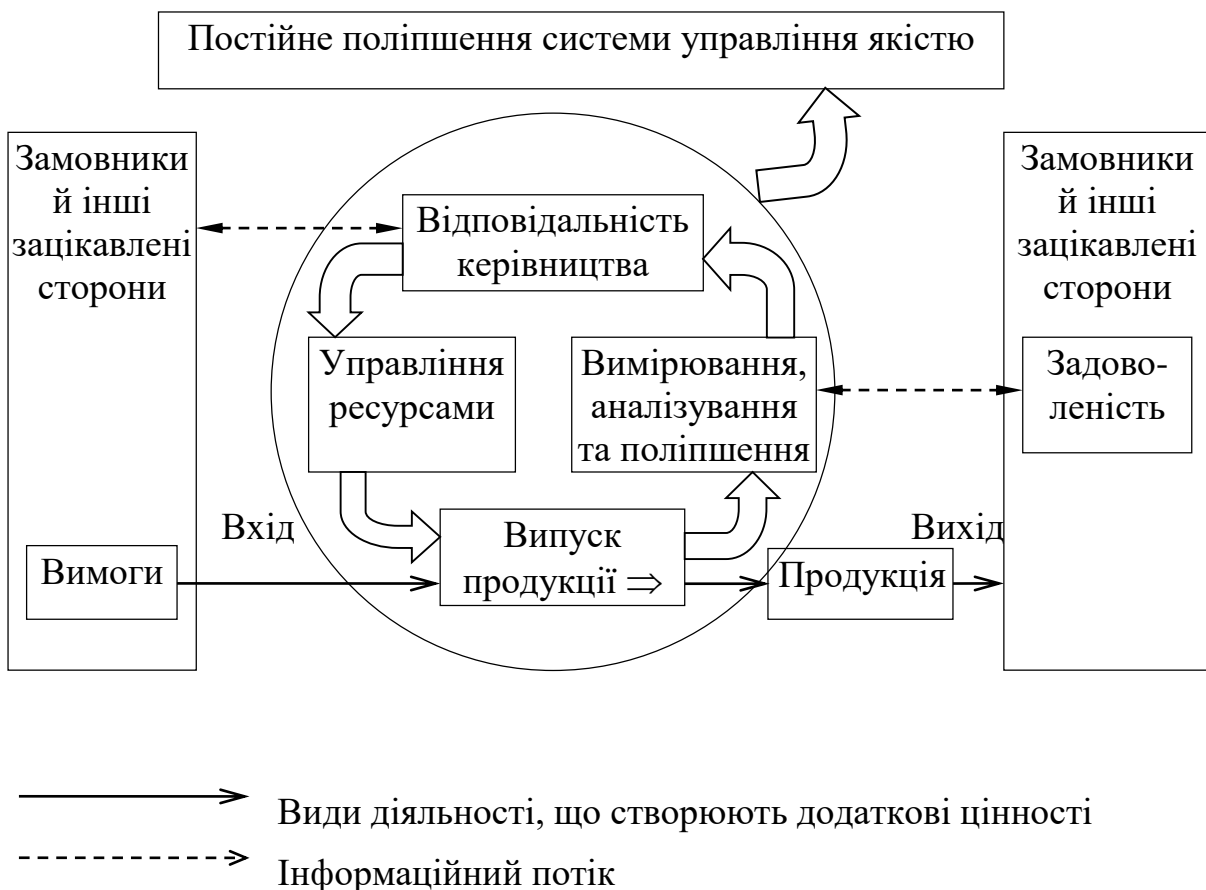 Постійне поліпшення системи управління якістю
Замовники
й інші
зацікавлені
сторони
Відповідальність
керівництва
Замовники
й інші
зацікавлені
сторони
Управління
ресурсами
Вимірювання,
аналізування
та поліпшення
Задово-
леність
Вхід
Випуск
продукції ⇒
Вихід
Вимоги
Продукція
Види діяльності, що створюють додаткові цінності
Інформаційний потік